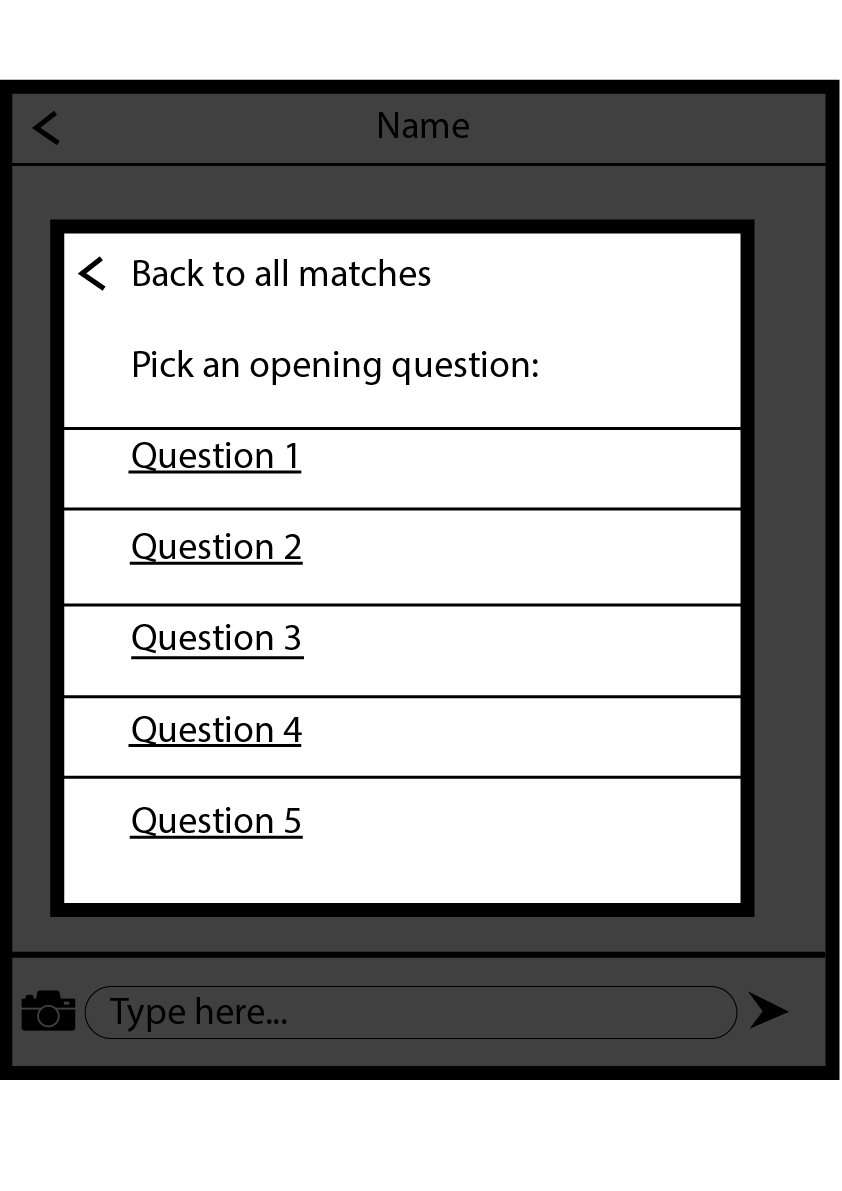 Name
Back to all matches
Pick an opening question:
Question 1
Question 2
Question 3
Question 4
Question 5
Type here...